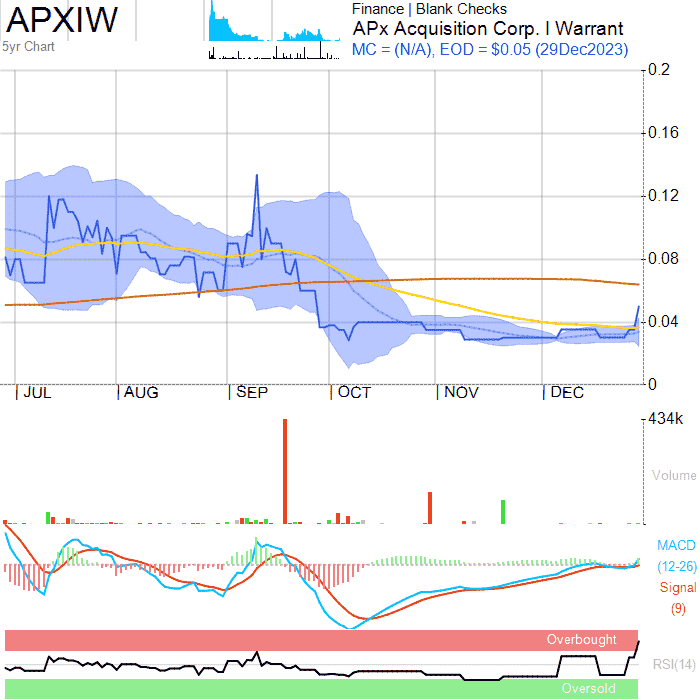 APXIW
5yr Chart
Finance | Blank Checks
APx Acquisition Corp. I Warrant
MC = (N/A), EOD = $0.05 (29Dec2023)
0.2
0.16
0.12
0.08
0.04
0
JUL AUG SEP OCT NOV DEC
434k
Volume
MACD
(12-26)
Signal
(9)
Overbought
RSI(14)
Oversold